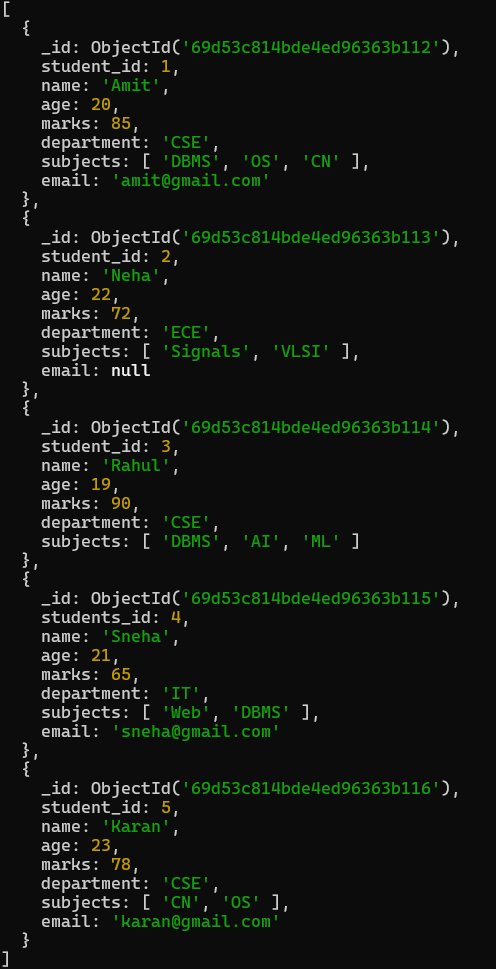 [
  {
    _id: ObjectId('69d53c814bde4ed96363b112'),
    student_id: 1,
    name: 'Amit',
    age: 20,
    marks: 85,
    department: 'CSE',
    subjects: [ 'DBMS', 'OS', 'CN' ],
    email: 'amit@gmail.com'
  },
  {
    _id: ObjectId('69d53c814bde4ed96363b113'),
    student_id: 2,
    name: 'Neha',
    age: 22,
    marks: 72,
    department: 'ECE',
    subjects: [ 'Signals', 'VLSI' ],
    email: null
  },
  {
    _id: ObjectId('69d53c814bde4ed96363b114'),
    student_id: 3,
    name: 'Rahul',
    age: 19,
    marks: 90,
    department: 'CSE',
    subjects: [ 'DBMS', 'AI', 'ML' ]
  },
  {
    _id: ObjectId('69d53c814bde4ed96363b115'),
    students_id: 4,
    name: 'Sneha',
    age: 21,
    marks: 65,
    department: 'IT',
    subjects: [ 'Web', 'DBMS' ],
    email: 'sneha@gmail.com'
  },
  {
    _id: ObjectId('69d53c814bde4ed96363b116'),
    student_id: 5,
    name: 'Karan',
    age: 23,
    marks: 78,
    department: 'CSE',
    subjects: [ 'CN', 'OS' ],
    email: 'karan@gmail.com'
  }
]